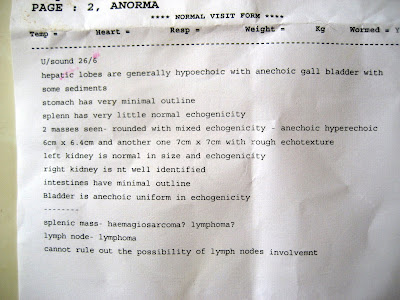 PAGE : 2, ANORMA
**** NORMAL VISIT FORM ****
Temp = Heart = Resp = Weight = Kg Wormed = Y
U/sound 26/6
hepatic lobes are generally hypoechoic with anechoic gall bladder with
some sediments
stomach has very minimal outline
splenn has very little normal echogenicity
2 masses seen- rounded with mixed echogenicity - anechoic hyperechoic
6cm x 6.4cm and another one 7cm x 7cm with rough echotexture
left kidney is normal in size and echogenicity
right kidney is nt well identified
intestines have minimal outline
Bladder is anechoic uniform in echogenicity
--------
splenic mass- haemagiosarcoma? lymphoma?
lymph node- lymphoma
cannot rule out the possibility of lymph nodes involvemnt